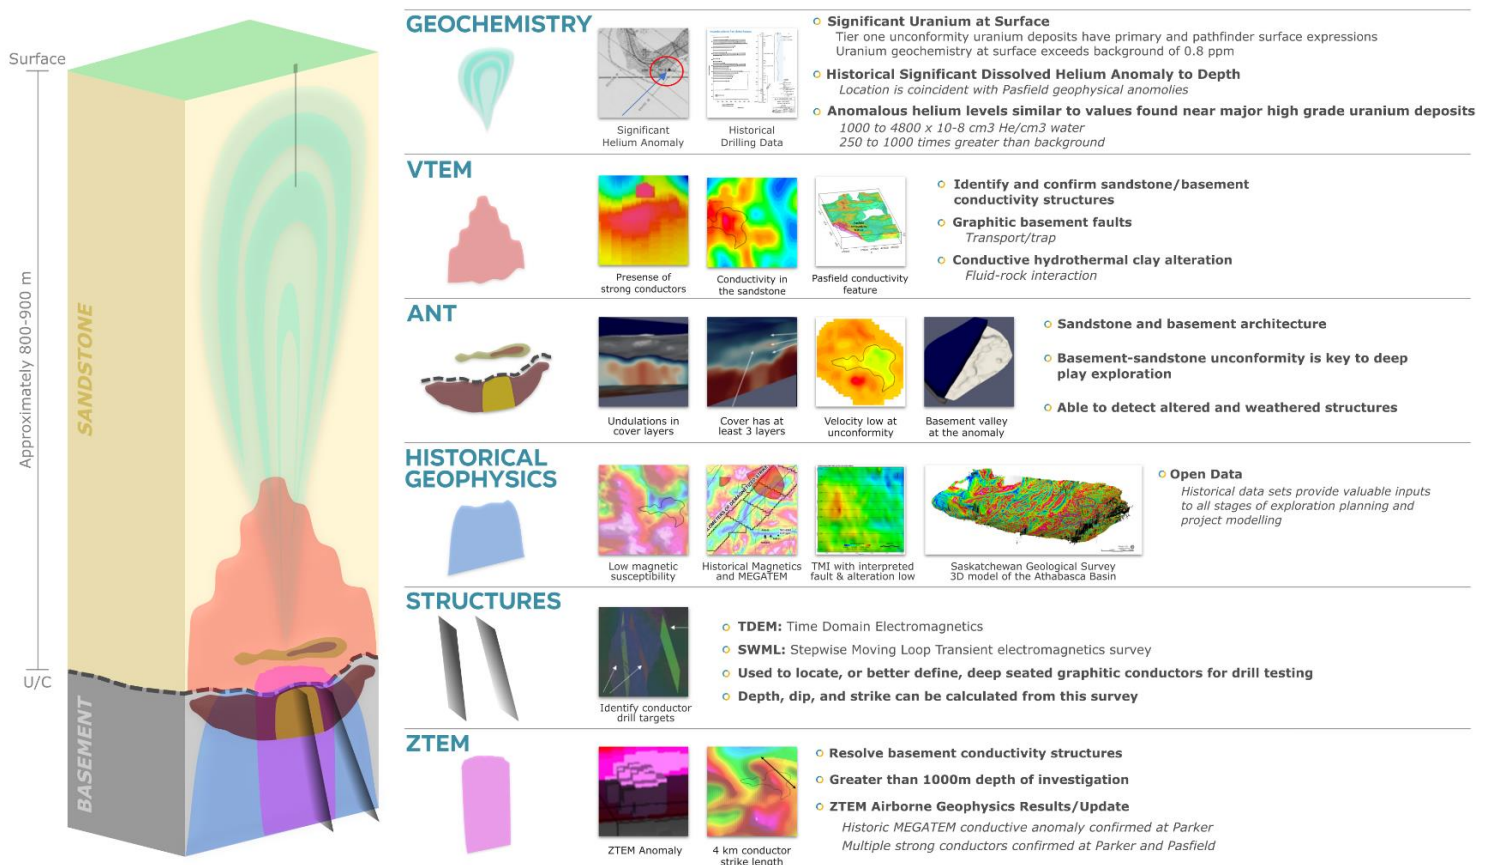 Surface
Approximately 800-900 m
SANDSTONE
U/C
BASEMENT
GEOCHEMISTRY
Significant
Helium Anomaly
Historical
Drilling Data
Significant Uranium at Surface
Tier one unconformity uranium deposits have primary and pathfinder surface expressions
Uranium geochemistry at surface exceeds background of 0.8 ppm
Historical Significant Dissolved Helium Anomaly to Depth
Location is coincident with Pasfield geophysical anomolies
Anomalous helium levels similar to values found near major high grade uranium deposits
1000 to 4800 x 10-8 cm3 He/cm3 water
250 to 1000 times greater than background
VTEM
Presense of
strong conductors
Conductivity in
the sandstone
Pasfield conductivity
feature
Identify and confirm sandstone/basement
conductivity structures
Graphitic basement faults
Transport/trap
Conductive hydrothermal clay alteration
Fluid-rock interaction
ANT
Undulations in
cover layers
Cover has at
least 3 layers
Velocity low at
unconformity
Basement valley
at the anomaly
Sandstone and basement architecture
Basement-sandstone unconformity is key to deep
play exploration
Able to detect altered and weathered structures
HISTORICAL
GEOPHYSICS
Low magnetic
susceptibility
Historical Magnetics
and MEGATEM
TMI with interpreted
fault & alteration low
Saskatchewan Geological Survey
3D model of the Athabasca Basin
Open Data
Historical data sets provide valuable inputs
to all stages of exploration planning and
project modelling
STRUCTURES
Identify conductor
drill targets
TDEM: Time Domain Electromagnetics
SWML: Stepwise Moving Loop Transient electromagnetics survey
Used to locate, or better define, deep seated graphitic conductors for drill testing
Depth, dip, and strike can be calculated from this survey
ZTEM
ZTEM Anomaly
4 km conductor
strike length
Resolve basement conductivity structures
Greater than 1000m depth of investigation
ZTEM Airborne Geophysics Results/Update
Historic MEGATEM conductive anomaly confirmed at Parker
Multiple strong conductors confirmed at Parker and Pasfield